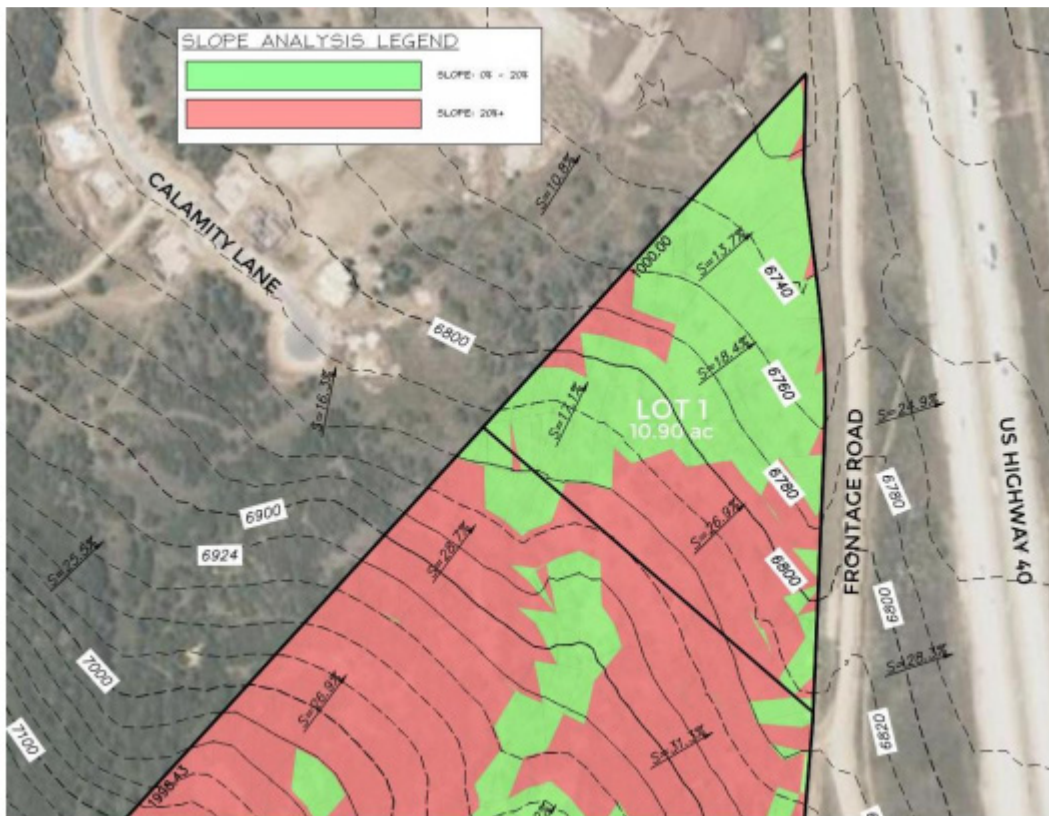 SLOPE ANALYSIS LEGEND
SLOPE: 0% - 20%
SLOPE: 20%+
CALAMITY LANE
S=10.8%
1000.00
S=13.7%
6740
6800
S=18.4%
6760
S=16.3%
S=17.1%
LOT 1
10.90 ac
S=24.9%
FRONTAGE ROAD
US HIGHWAY 40
6780
6780
6900
6924
S=25.5%
S=28.7%
S=26.9%
6800
6800
S=28.3%
7000
S=26.9%
6820
7100
S=31.3%
1998.43